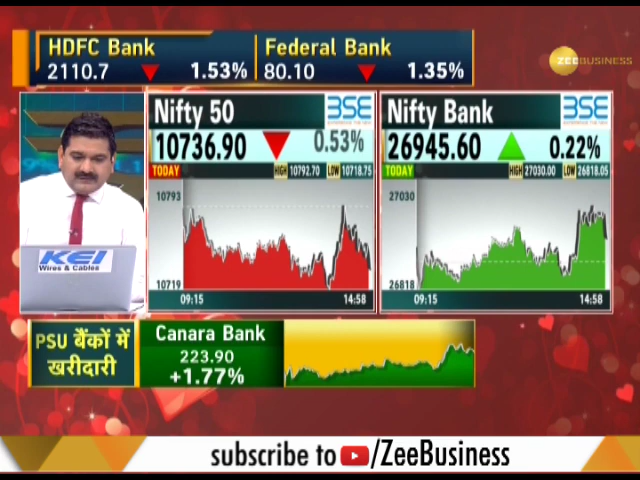 HDFC Bank
2110.7 1.53%
Federal Bank
80.10 1.35%
ZEE BUSINESS
Nifty 50
BSE
10736.90 0.53%
TODAY HIGH 10792.70 LOW 10718.75
10793
10719
09:15 14:58
Nifty Bank
BSE
26945.60 0.22%
TODAY HIGH 27030.00 LOW 26818.05
27030
26818
09:15 14:58
KEI
Wires & Cables
PSU बैंकों में
खरीदारी
Canara Bank
223.90
+1.77%
subscribe to /ZeeBusiness